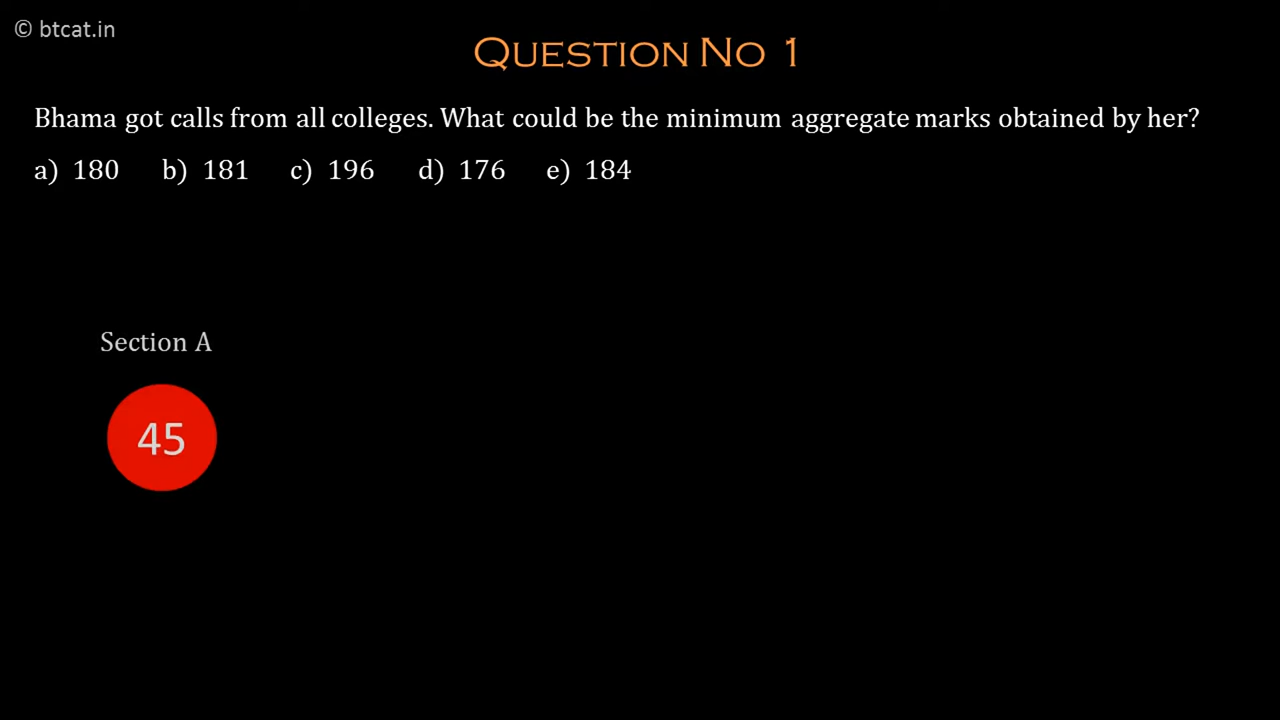 © btcat.in
Question No 1
Bhama got calls from all colleges. What could be the minimum aggregate marks obtained by her?
a) 180 b) 181 c) 196 d) 176 e) 184
Section A
45